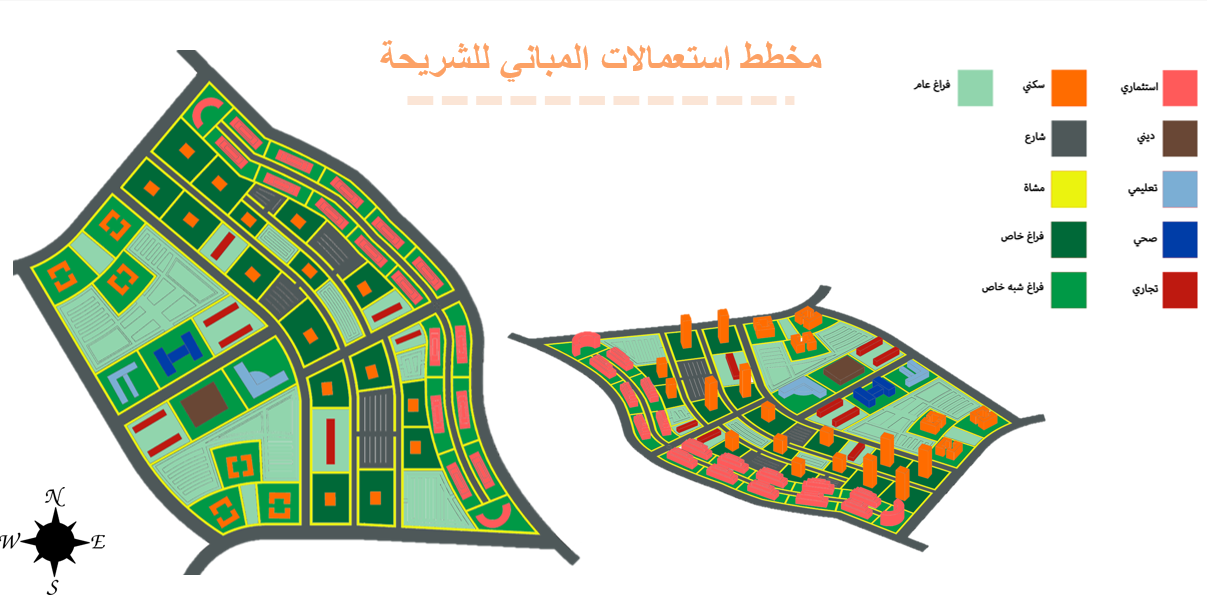 مخطط استعمالات المباني للشريحة
استثماري
سكني
فراغ عام
ديني
شارع
تعليمي
مشاة
صحي
فراغ خاص
تجاري
فراغ شبه خاص
N
W
E
S